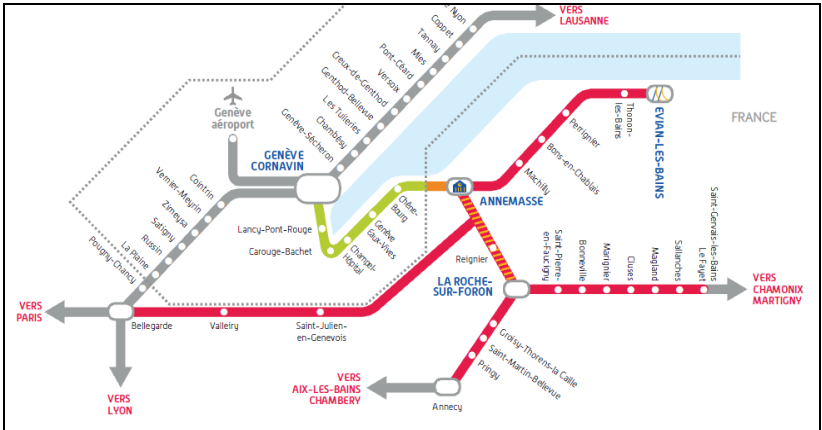 VERS
LAUSANNE
Nyon
Coppet
Tannay
Mies
Pont-Céard
Versoix
Creux-de-Genthod
Genthod-Bellevue
Les Tuileries
Chambésy
Genève-Sécheron
Genève
aéroport
GENÈVE
CORNAVIN
Cointrin
Vernier-Meyrin
Zimeysa
Satigny
Russin
La Plaine
Pougny-Chancy
Lancy-Pont-Rouge
Carouge-Bachet
Champel-
Hôpital
Genève
Eaux-Vives
Chêne-
Bourg
ANNEMASSE
Machilly
Bons-en-Chablais
Perrignier
Thonon-
les-Bains
EVIAN-LES-BAINS
FRANCE
Reignier
LA ROCHE-
SUR-FORON
Saint-Pierre-
en-Faucigny
Bonneville
Marignier
Cluses
Magland
Sallanches
Saint-Gervais-les-Bains
Le Fayet
VERS
CHAMONIX
MARTIGNY
VERS
PARIS
Bellegarde
Valleiry
Saint-Julien-
en-Genevois
VERS
LYON
VERS
AIX-LES-BAINS
CHAMBERY
Groisy-Thorens-la Caille
Saint-Martin-Bellevue
Pringy
Annecy